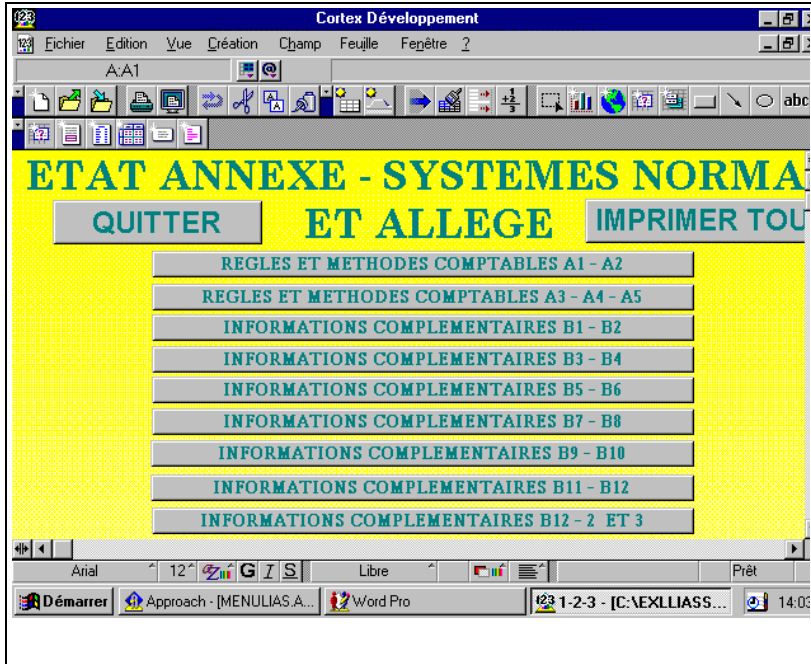 Cortex Développement
Fichier Edition Vue Création Champ Feuille Fenêtre ?
A:A1
abc
ETAT ANNEXE - SYSTEMES NORMA
QUITTER ET ALLEGE IMPRIMER TOU
REGLES ET METHODES COMPTABLES A1 - A2
REGLES ET METHODES COMPTABLES A3 - A4 - A5
INFORMATIONS COMPLEMENTAIRES B1 - B2
INFORMATIONS COMPLEMENTAIRES B3 - B4
INFORMATIONS COMPLEMENTAIRES B5 - B6
INFORMATIONS COMPLEMENTAIRES B7 - B8
INFORMATIONS COMPLEMENTAIRES B9 - B10
INFORMATIONS COMPLEMENTAIRES B11 - B12
INFORMATIONS COMPLEMENTAIRES B12 - 2 ET 3
Arial 12 G I S Libre Prêt
Démarrer Approach - [MENULIAS.A... Word Pro 1-2-3 - [C:\EXLLIASS... 14:03